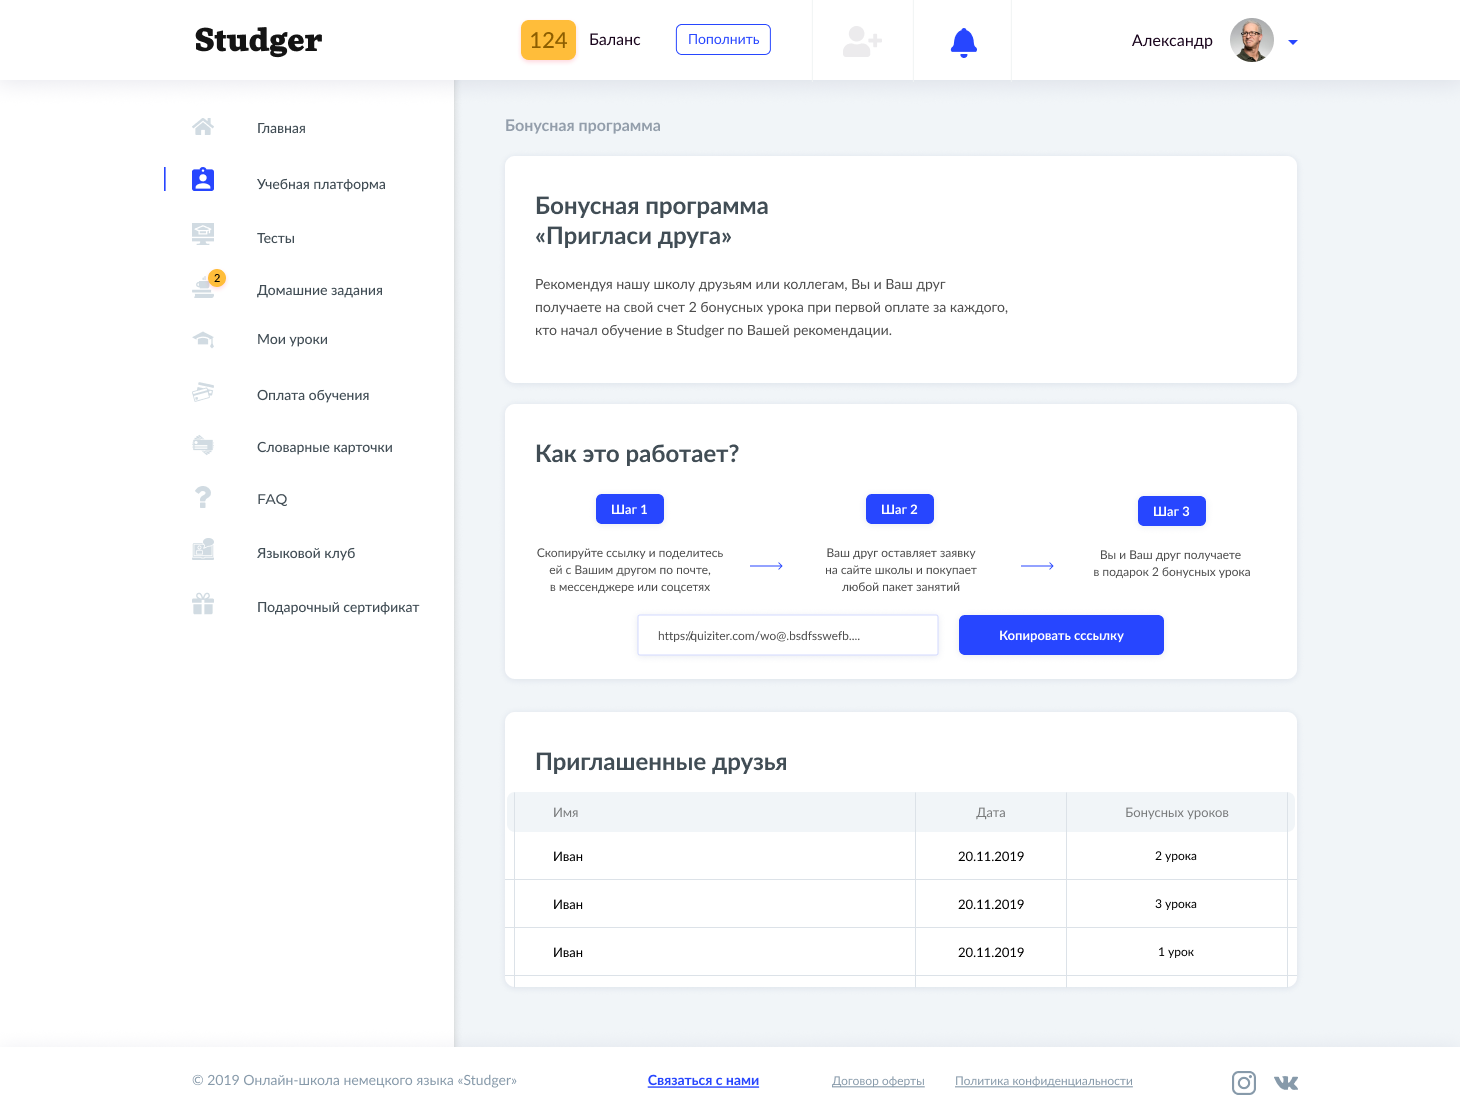 Studger
124 Баланс Пополнить
Александр
Главная
Учебная платформа
Тесты
2
Домашние задания
Мои уроки
Оплата обучения
Словарные карточки
FAQ
Языковой клуб
Подарочный сертификат
Бонусная программа
Бонусная программа
«Пригласи друга»
Рекомендуя нашу школу друзьям или коллегам, Вы и Ваш друг
получаете на свой счет 2 бонусных урока при первой оплате за каждого,
кто начал обучение в Studger по Вашей рекомендации.
Как это работает?
Шаг 1
Скопируйте ссылку и поделитесь
ей с Вашим другом по почте,
в мессенджере или соцсетях
Шаг 2
Ваш друг оставляет заявку
на сайте школы и покупает
любой пакет занятий
Шаг 3
Вы и Ваш друг получаете
в подарок 2 бонусных урока
https://quiziter.com/wo@.bsdfsswefb....
Копировать сссылку
Приглашенные друзья
Имя Дата Бонусных уроков
Иван 20.11.2019 2 урока
Иван 20.11.2019 3 урока
Иван 20.11.2019 1 урок
© 2019 Онлайн-школа немецкого языка «Studger»
Связаться с нами
Договор оферты
Политика конфиденциальности